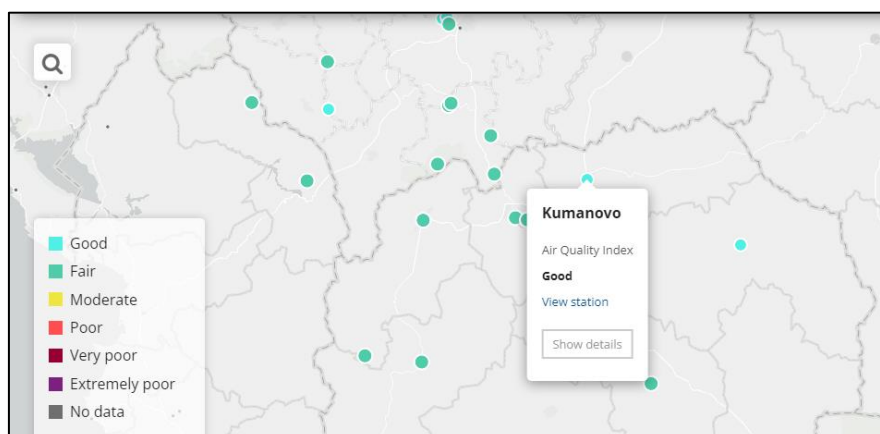 Good
Fair
Moderate
Poor
Very poor
Extremely poor
No data
Kumanovo
Air Quality Index
Good
View station
Show details